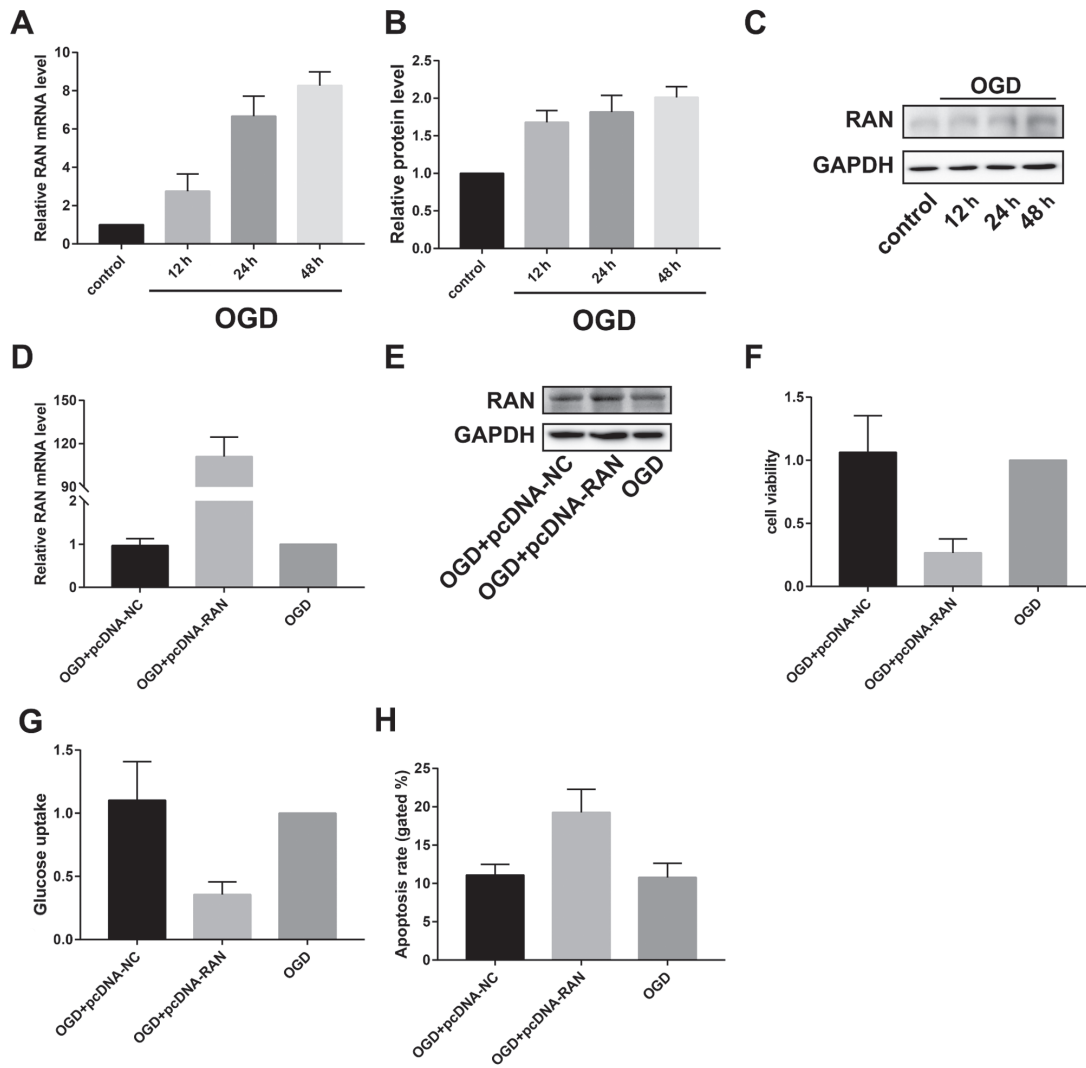 A
Relative RAN mRNA level
10
8
6
4
2
0
control
12 h
24 h
48 h
OGD
B
Relative protein level
2.5
2.0
1.5
1.0
0.5
0.0
control
12 h
24 h
48 h
OGD
C
OGD
RAN
GAPDH
control
12 h
24 h
48 h
D
Relative RAN mRNA level
150
120
90
2
1
0
OGD+pcDNA-NC
OGD+pcDNA-RAN
OGD
E
RAN
GAPDH
OGD+pcDNA-NC
OGD+pcDNA-RAN
OGD
F
cell viability
1.5
1.0
0.5
0.0
OGD+pcDNA-NC
OGD+pcDNA-RAN
OGD
G
Glucose uptake
1.5
1.0
0.5
0.0
OGD+pcDNA-NC
OGD+pcDNA-RAN
OGD
H
Apoptosis rate (gated %)
25
20
15
10
5
0
OGD+pcDNA-NC
OGD+pcDNA-RAN
OGD